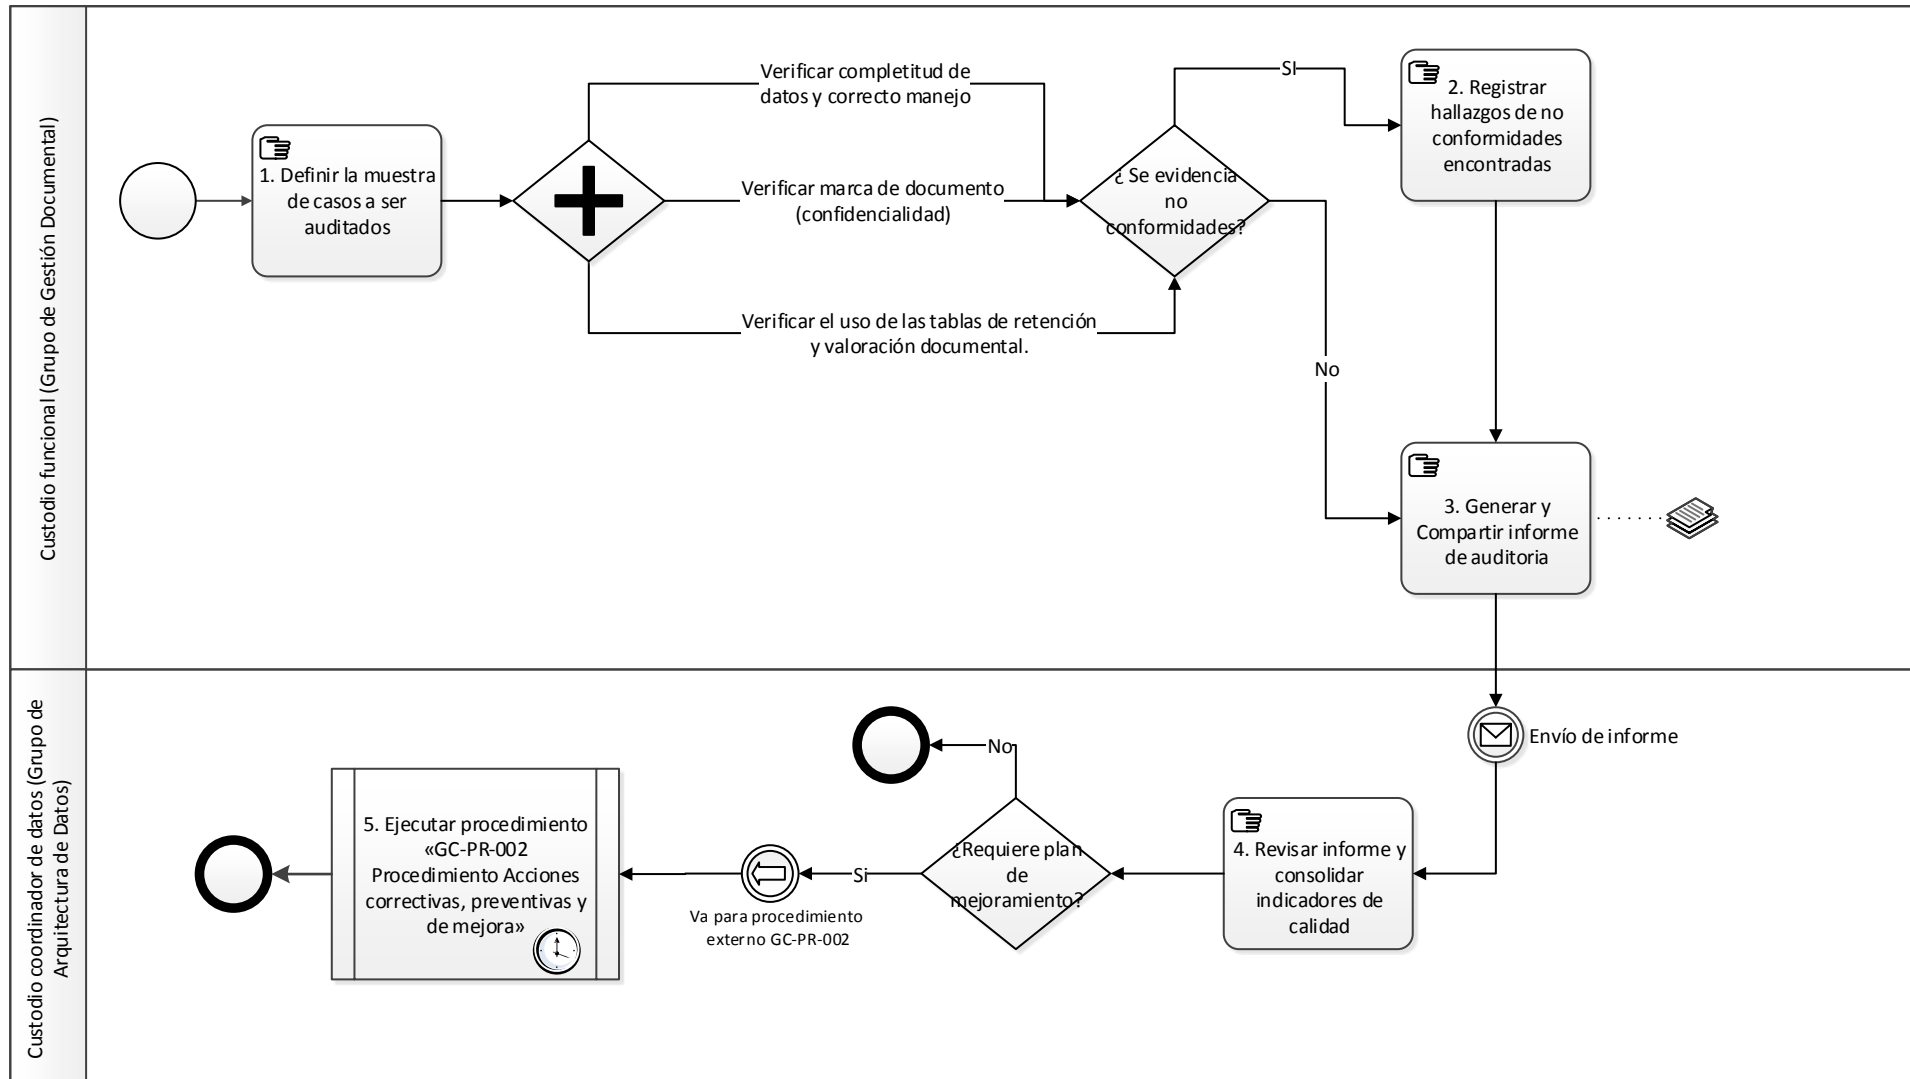 Custodio funcional (Grupo de Gestión Documental)
1. Definir la muestra
de casos a ser
auditados
Verificar completitud de
datos y correcto manejo
Verificar marca de documento
(confidencialidad)
Verificar el uso de las tablas de retención
y valoración documental.
¿ Se evidencia
no
conformidades?
SI
No
2. Registrar
hallazgos de no
conformidades
encontradas
3. Generar y
Compartir informe
de auditoria
Custodio coordinador de datos (Grupo de
Arquitectura de Datos)
Envío de informe
4. Revisar informe y
consolidar
indicadores de
calidad
¿Requiere plan
de
mejoramiento?
No
Si
Va para procedimiento
externo GC-PR-002
5. Ejecutar procedimiento
«GC-PR-002
Procedimiento Acciones
correctivas, preventivas y
de mejora»